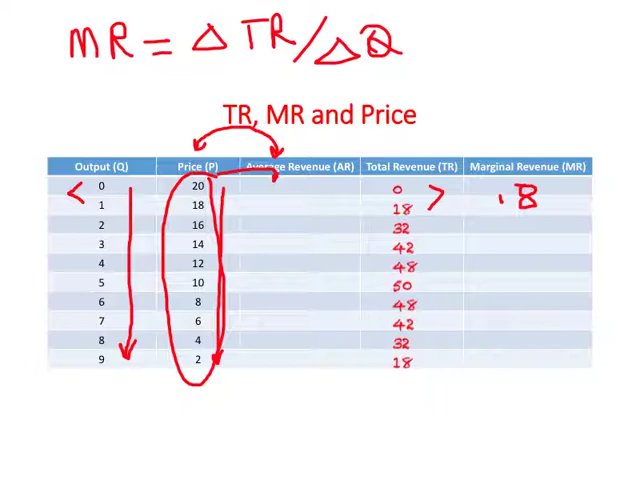 MR = Δ TR / Δ Q
TR, MR and Price
Output (Q) Price (P) Average Revenue (AR) Total Revenue (TR) Marginal Revenue (MR)
< 0 20 0 > 18
1 18 18
2 16 32
3 14 42
4 12 48
5 10 50
6 8 48
7 6 42
8 4 32
9 2 18